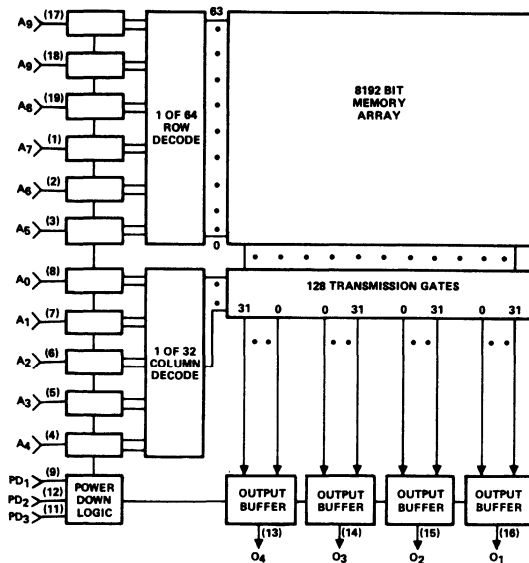 A9 (17)
A9 (18)
A8 (19)
A7 (1)
A6 (2)
A5 (3)
A0 (8)
A1 (7)
A2 (6)
A3 (5)
A4 (4)
PD1 (9)
PD2 (12)
PD3 (11)
1 OF 64
ROW
DECODE
63
0
8192 BIT
MEMORY
ARRAY
1 OF 32
COLUMN
DECODE
128 TRANSMISSION GATES
31 0 0 31 0 31 0 31
POWER
DOWN
LOGIC
OUTPUT
BUFFER
OUTPUT
BUFFER
OUTPUT
BUFFER
OUTPUT
BUFFER
(13) (14) (15) (16)
O4 O3 O2 O1